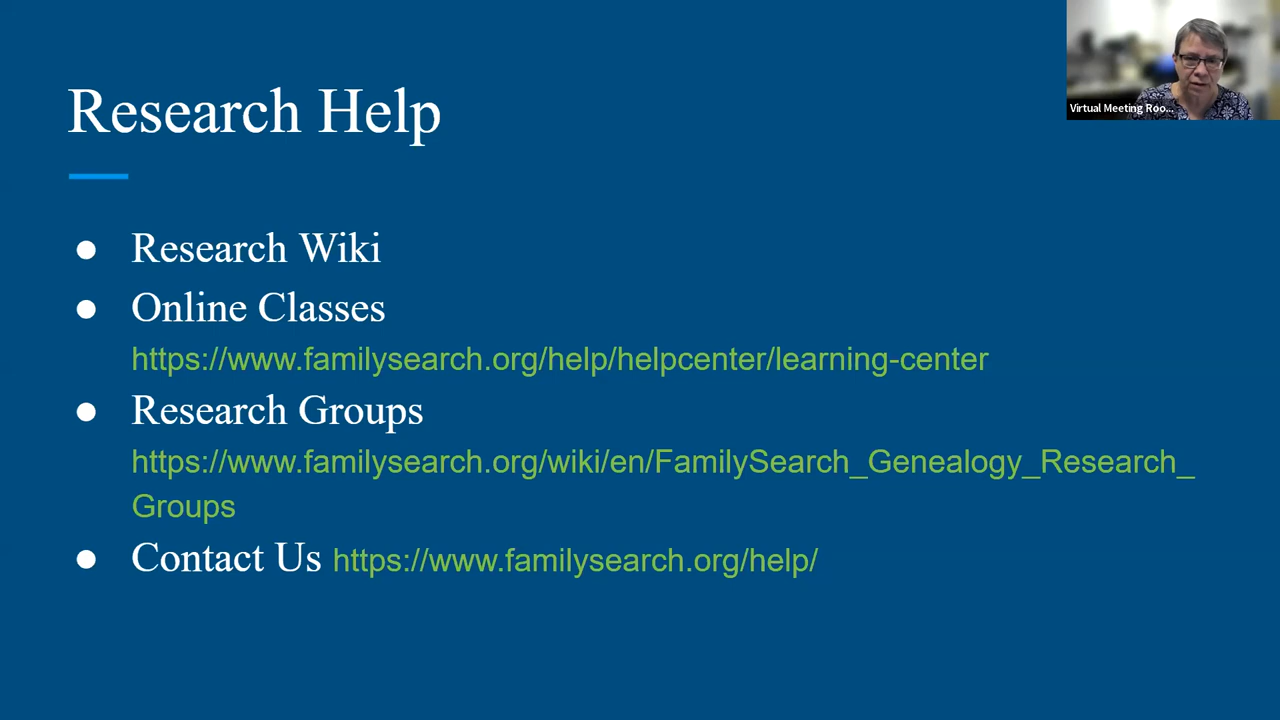 Virtual Meeting Roo...
Research Help
● Research Wiki
● Online Classes
https://www.familysearch.org/help/helpcenter/learning-center
● Research Groups
https://www.familysearch.org/wiki/en/FamilySearch_Genealogy_Research_
Groups
● Contact Us https://www.familysearch.org/help/